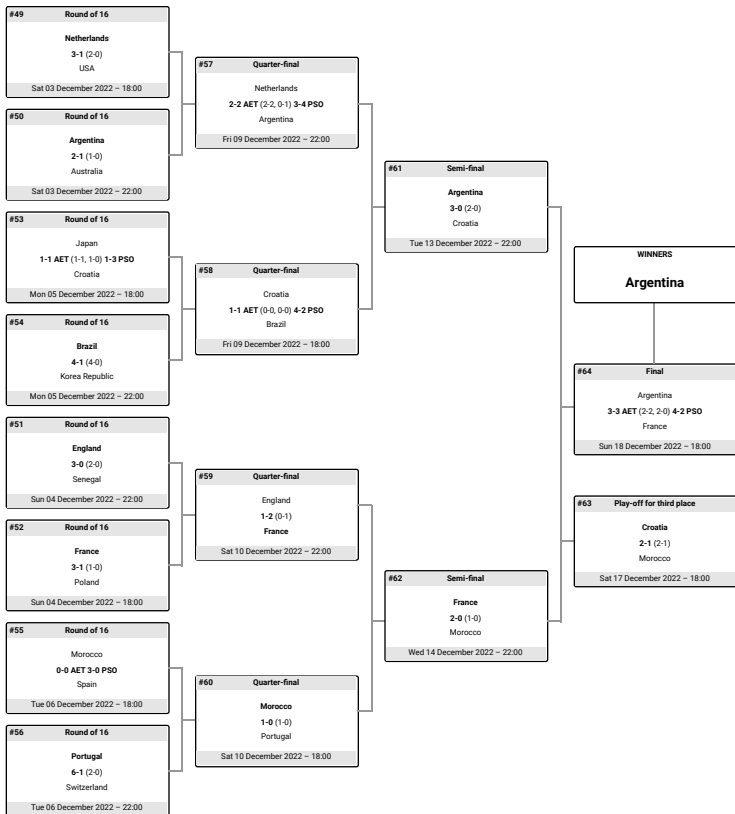 #49 Round of 16
Netherlands
3-1 (2-0)
USA
Sat 03 December 2022 – 18:00
#50 Round of 16
Argentina
2-1 (1-0)
Australia
Sat 03 December 2022 – 22:00
#53 Round of 16
Japan
1-1 AET (1-1, 1-0) 1-3 PSO
Croatia
Mon 05 December 2022 – 18:00
#54 Round of 16
Brazil
4-1 (4-0)
Korea Republic
Mon 05 December 2022 – 22:00
#51 Round of 16
England
3-0 (2-0)
Senegal
Sun 04 December 2022 – 22:00
#52 Round of 16
France
3-1 (1-0)
Poland
Sun 04 December 2022 – 18:00
#55 Round of 16
Morocco
0-0 AET 3-0 PSO
Spain
Tue 06 December 2022 – 18:00
#56 Round of 16
Portugal
6-1 (2-0)
Switzerland
Tue 06 December 2022 – 22:00
#57 Quarter-final
Netherlands
2-2 AET (2-2, 0-1) 3-4 PSO
Argentina
Fri 09 December 2022 – 22:00
#58 Quarter-final
Croatia
1-1 AET (0-0, 0-0) 4-2 PSO
Brazil
Fri 09 December 2022 – 18:00
#59 Quarter-final
England
1-2 (0-1)
France
Sat 10 December 2022 – 22:00
#60 Quarter-final
Morocco
1-0 (1-0)
Portugal
Sat 10 December 2022 – 18:00
#61 Semi-final
Argentina
3-0 (2-0)
Croatia
Tue 13 December 2022 – 22:00
#62 Semi-final
France
2-0 (1-0)
Morocco
Wed 14 December 2022 – 22:00
WINNERS
Argentina
#64 Final
Argentina
3-3 AET (2-2, 2-0) 4-2 PSO
France
Sun 18 December 2022 – 18:00
#63 Play-off for third place
Croatia
2-1 (2-1)
Morocco
Sat 17 December 2022 – 18:00